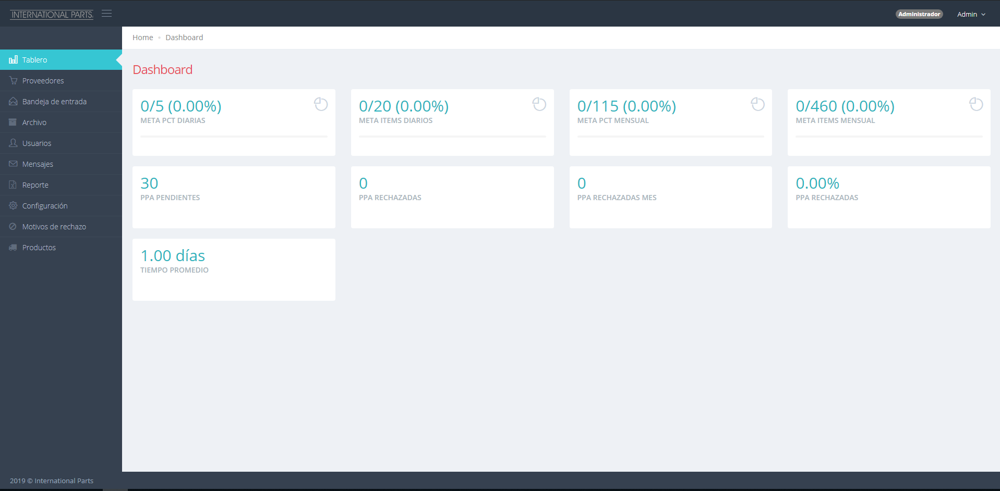 INTERNATIONAL PARTS
Administrador
Admin
Home
Dashboard
Tablero
Proveedores
Bandeja de entrada
Archivo
Usuarios
Mensajes
Reporte
Configuración
Motivos de rechazo
Productos
Dashboard
0/5 (0.00%)
META PCT DIARIAS
0/20 (0.00%)
META ITEMS DIARIOS
0/115 (0.00%)
META PCT MENSUAL
0/460 (0.00%)
META ITEMS MENSUAL
30
PPA PENDIENTES
0
PPA RECHAZADAS
0
PPA RECHAZADAS MES
0.00%
PPA RECHAZADAS
1.00 días
TIEMPO PROMEDIO
2019 © International Parts